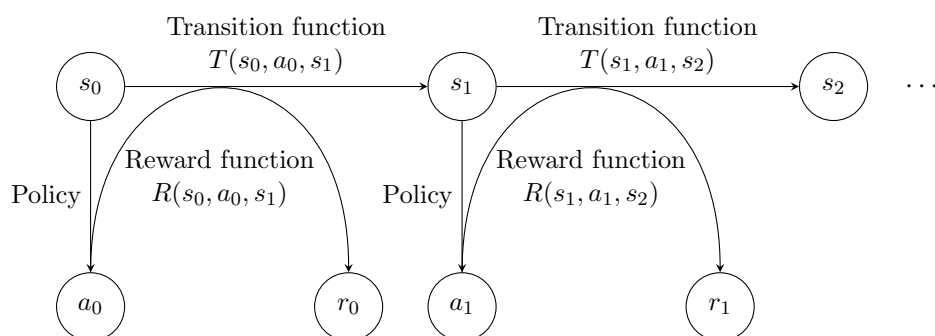 Transition function
T(s₀, a₀, s₁)
Transition function
T(s₁, a₁, s₂)
s₀
s₁
s₂
···
Reward function
R(s₀, a₀, s₁)
Reward function
R(s₁, a₁, s₂)
Policy
Policy
a₀
r₀
a₁
r₁